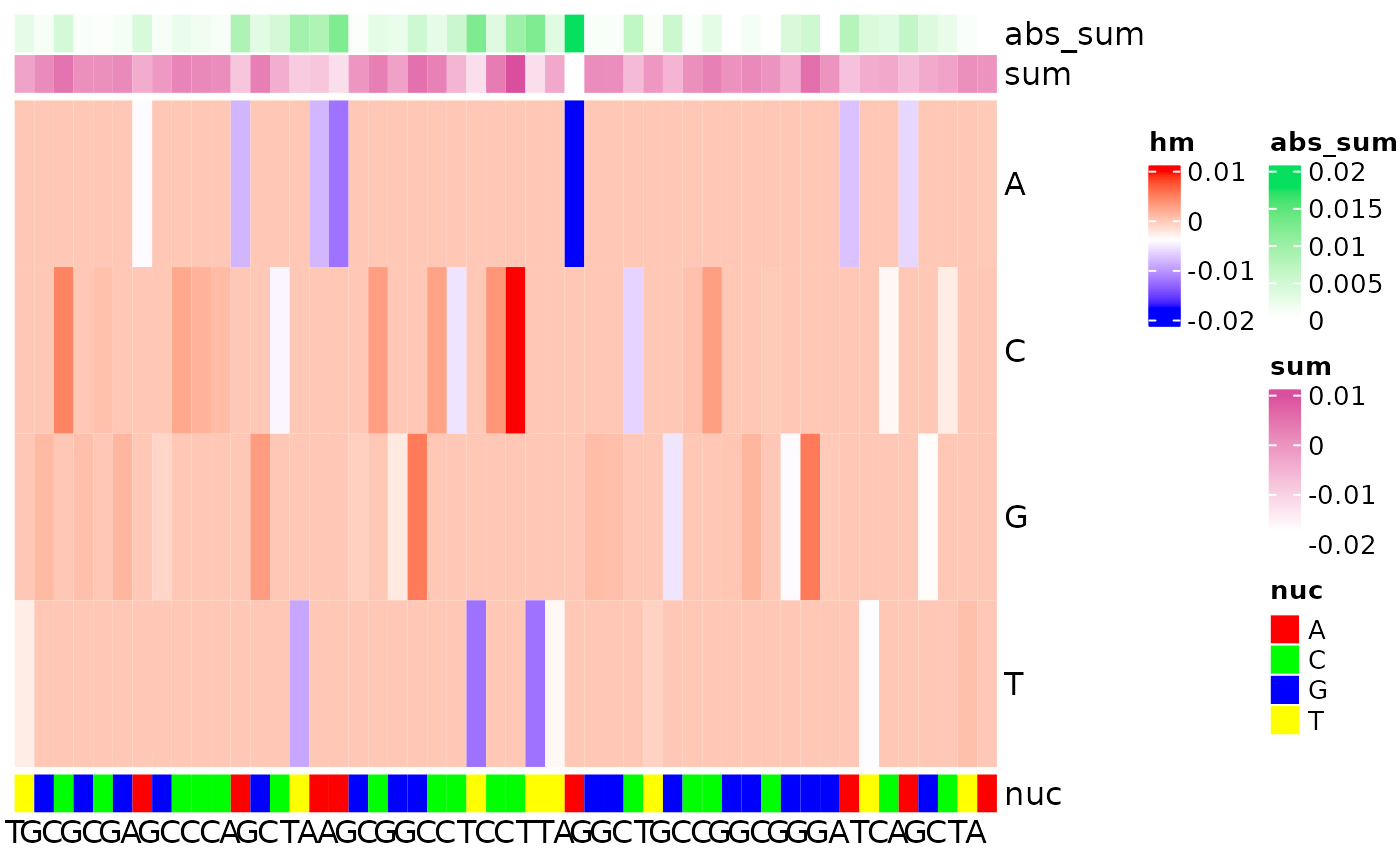 abs_sum
sum
A
C
G
T
nuc
TGCGCGAGCCCAGCTAAGCGGCCTCCTTAGGCTGCCGGCGGGATCAGCTA
hm
0.01
0
-0.01
-0.02
abs_sum
0.02
0.015
0.01
0.005
0
sum
0.01
0
-0.01
-0.02
nuc
A
C
G
T